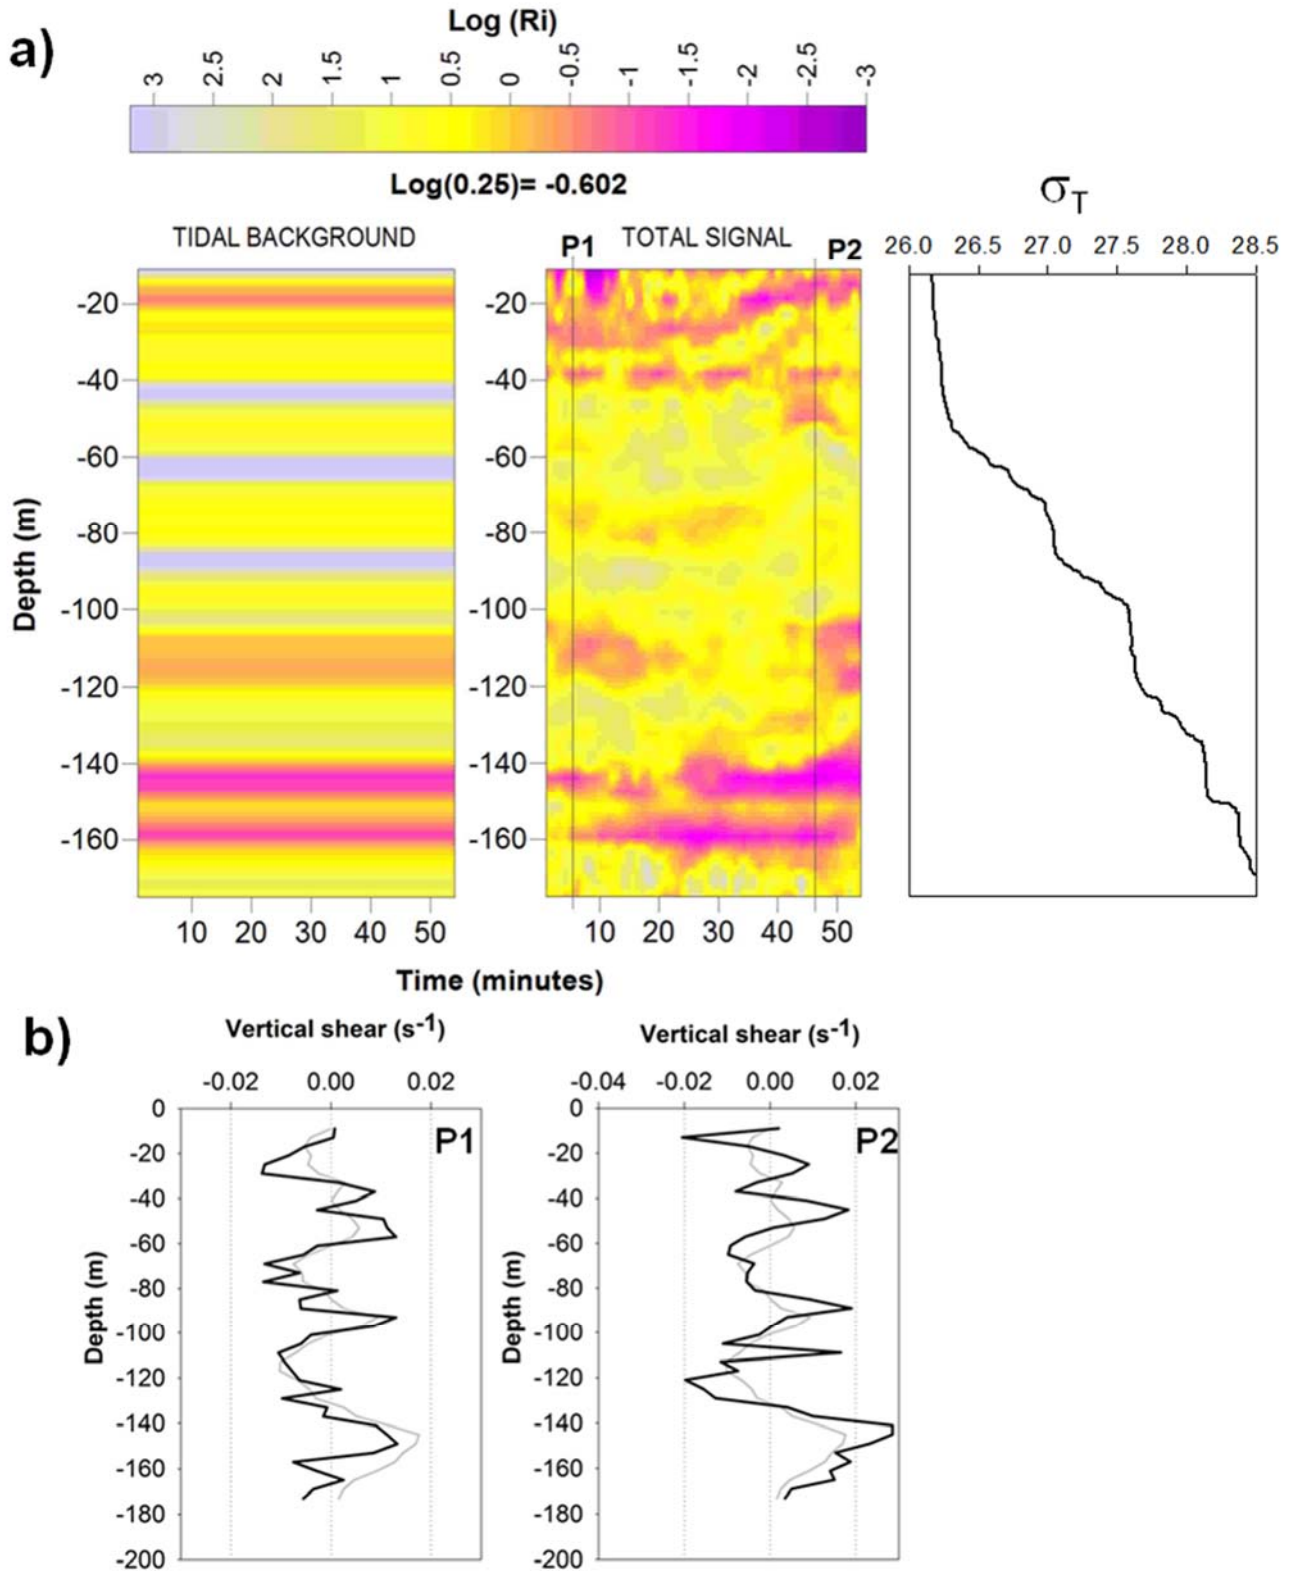 a)
Log (Ri)
3 2.5 2 1.5 1 0.5 0 -0.5 -1 -1.5 -2 -2.5 -3
Log(0.25)= -0.602
σT
TIDAL BACKGROUND
P1 TOTAL SIGNAL P2
26.0 26.5 27.0 27.5 28.0 28.5
-20 -20
-40 -40
-60 -60
-80 -80
Depth (m)
-100 -100
-120 -120
-140 -140
-160 -160
10 20 30 40 50 10 20 30 40 50
Time (minutes)
b)
Vertical shear (s-1) Vertical shear (s-1)
-0.02 0.00 0.02 -0.04 -0.02 0.00 0.02
0 0
P1 P2
-20 -20
-40 -40
-60 -60
-80 -80
Depth (m) Depth (m)
-100 -100
-120 -120
-140 -140
-160 -160
-180 -180
-200 -200